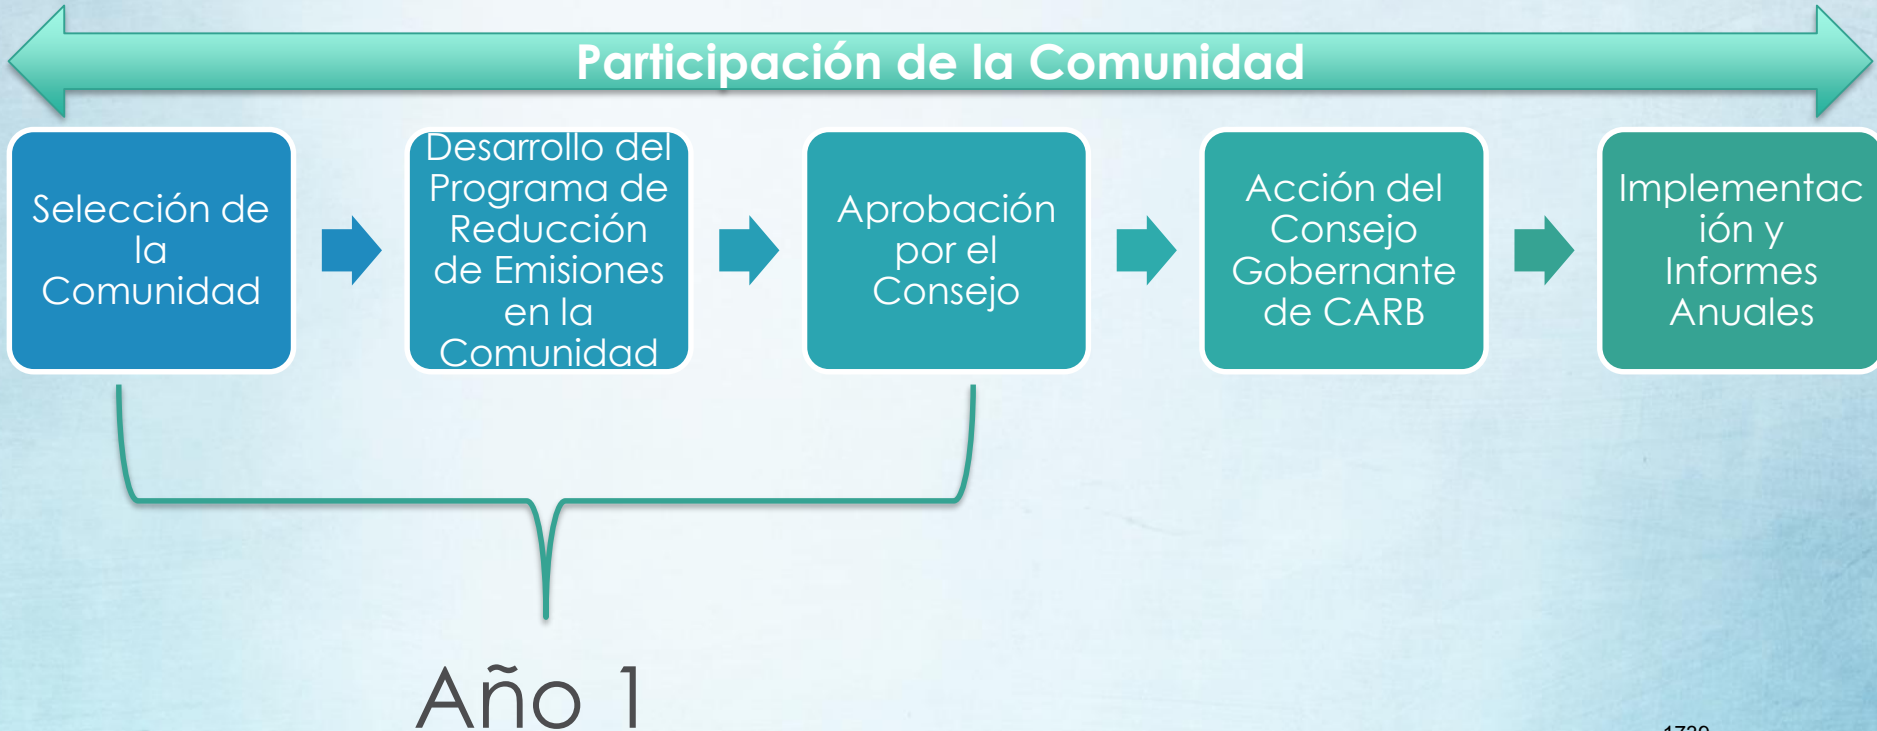 Participación de la Comunidad
Selección de
la
Comunidad
Desarrollo del
Programa de
Reducción
de Emisiones
en la
Comunidad
Aprobación
por el
Consejo
Acción del
Consejo
Gobernante
de CARB
Implementac
ión y
Informes
Anuales
Año 1
1739